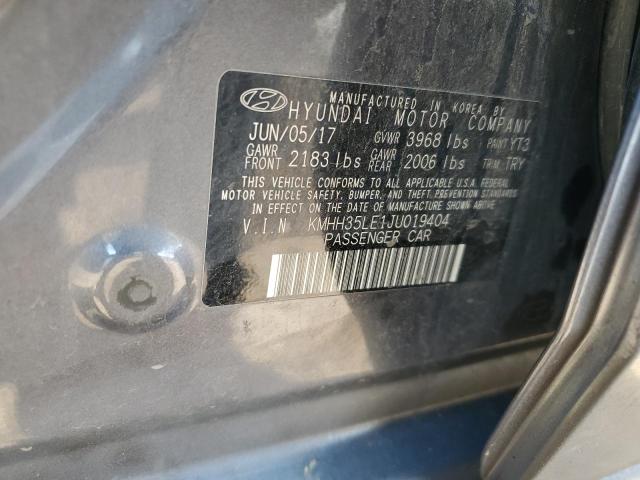 MANUFACTURED IN KOREA BY
HYUNDAI MOTOR COMPANY
JUN/05/17 GVWR 3968 lbs PAINT YT3
GAWR FRONT 2183 lbs GAWR REAR 2006 lbs TRIM TRY
THIS VEHICLE CONFORMS TO ALL APPLICABLE U.S.A. FEDERAL
MOTOR VEHICLE SAFETY, BUMPER, AND THEFT PREVENTION STANDARDS
IN EFFECT ON THE DATE OF MANUFACTURE SHOWN ABOVE.
V.I.N KMHH35LE1JU019404
PASSENGER CAR